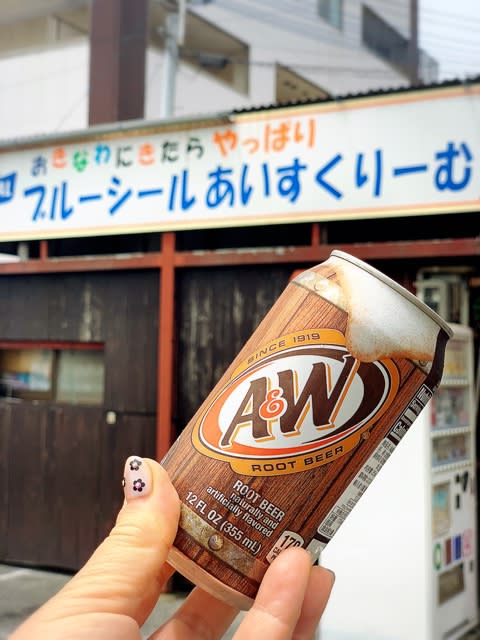 おきなわにきたら やっぱり
ブルーシール あいすくりーむ
SINCE 1919
A&W
ROOT BEER
ROOT BEER
naturally and
artificially flavored
12 FL OZ (355 mL)
170